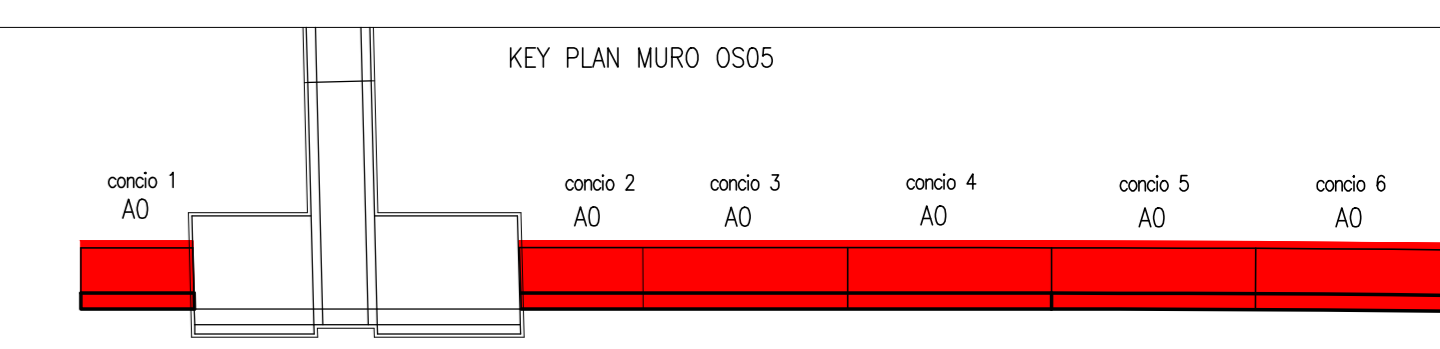 KEY PLAN MURO OS05
concio 1
A0
concio 2
A0
concio 3
A0
concio 4
A0
concio 5
A0
concio 6
A0